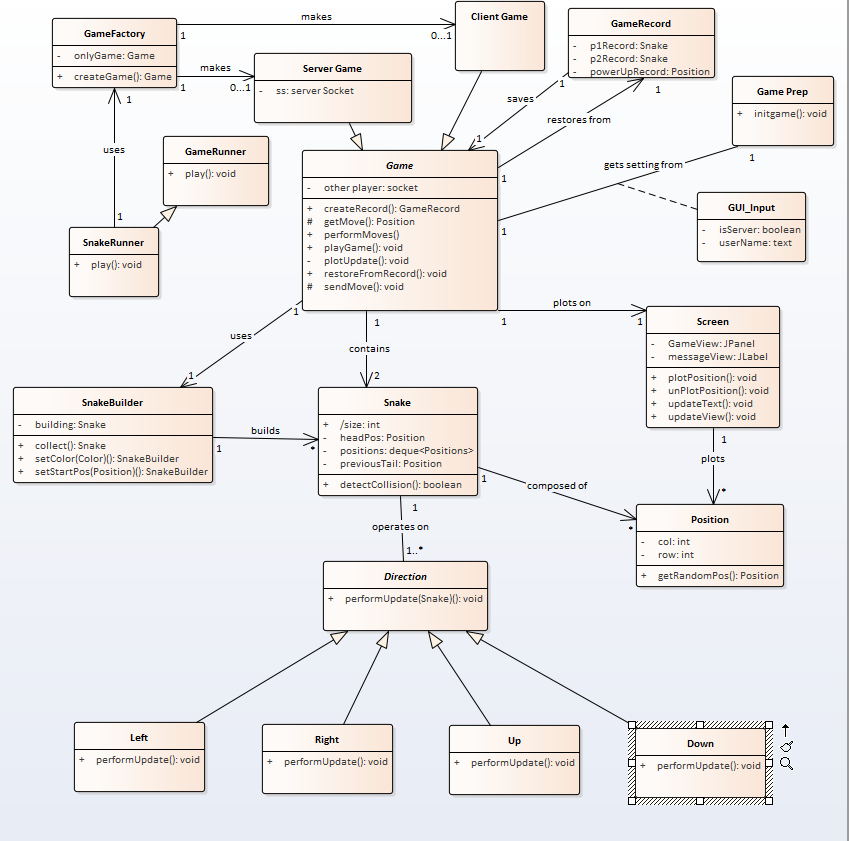 GameFactory
- onlyGame: Game
+ createGame(): Game
makes
1
0...1
Client Game
GameRecord
- p1Record: Snake
- p2Record: Snake
- powerUpRecord: Position
makes
1
0...1
Server Game
- ss: server Socket
Game Prep
+ initgame(): void
1
uses
1
GameRunner
+ play(): void
SnakeRunner
+ play(): void
saves
1
1
restores from
1
1
gets setting from
1
1
GUI_Input
- isServer: boolean
- userName: text
Game
- other player: socket
+ createRecord(): GameRecord
# getMove(): Position
+ performMoves()
+ playGame(): void
- plotUpdate(): void
+ restoreFromRecord(): void
# sendMove(): void
plots on
1
1
uses
1
1
contains
1
2
Screen
- GameView: JPanel
- messageView: JLabel
+ plotPosition(): void
+ unPlotPosition(): void
+ updateText(): void
+ updateView(): void
SnakeBuilder
- building: Snake
+ collect(): Snake
+ setColor(Color)(): SnakeBuilder
+ setStartPos(Position)(): SnakeBuilder
builds
1
*
Snake
+ /size: int
- headPos: Position
- positions: deque<Positions>
- previousTail: Position
+ detectCollision(): boolean
1
plots
*
1
composed of
*
Position
- col: int
- row: int
+ getRandomPos(): Position
1
operates on
1..*
Direction
+ performUpdate(Snake)(): void
Left
+ performUpdate(): void
Right
+ performUpdate(): void
Up
+ performUpdate(): void
Down
+ performUpdate(): void